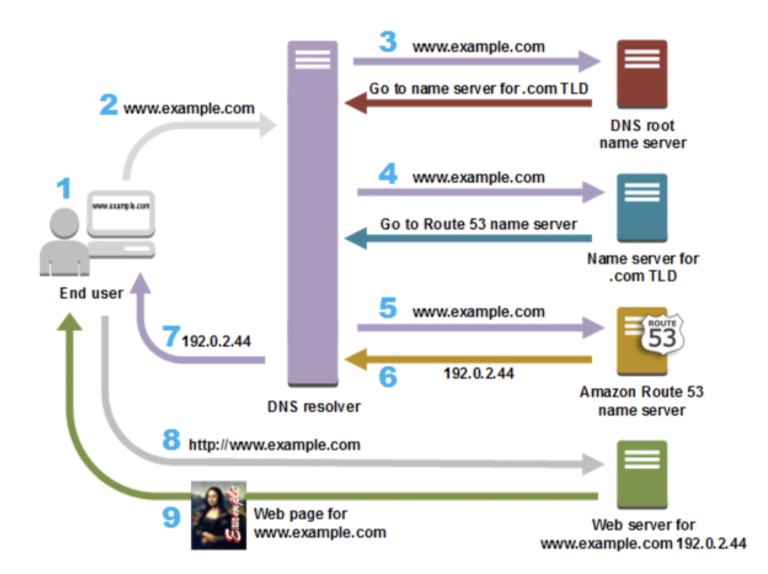 3 www.example.com
Go to name server for .com TLD
DNS root
name server
2 www.example.com
1
www.example.com
End user
4 www.example.com
Go to Route 53 name server
Name server for
.com TLD
5 www.example.com
ROUTE
53
6 192.0.2.44
Amazon Route 53
name server
7 192.0.2.44
DNS resolver
8 http://www.example.com
9
Example
Web page for
www.example.com
Web server for
www.example.com 192.0.2.44